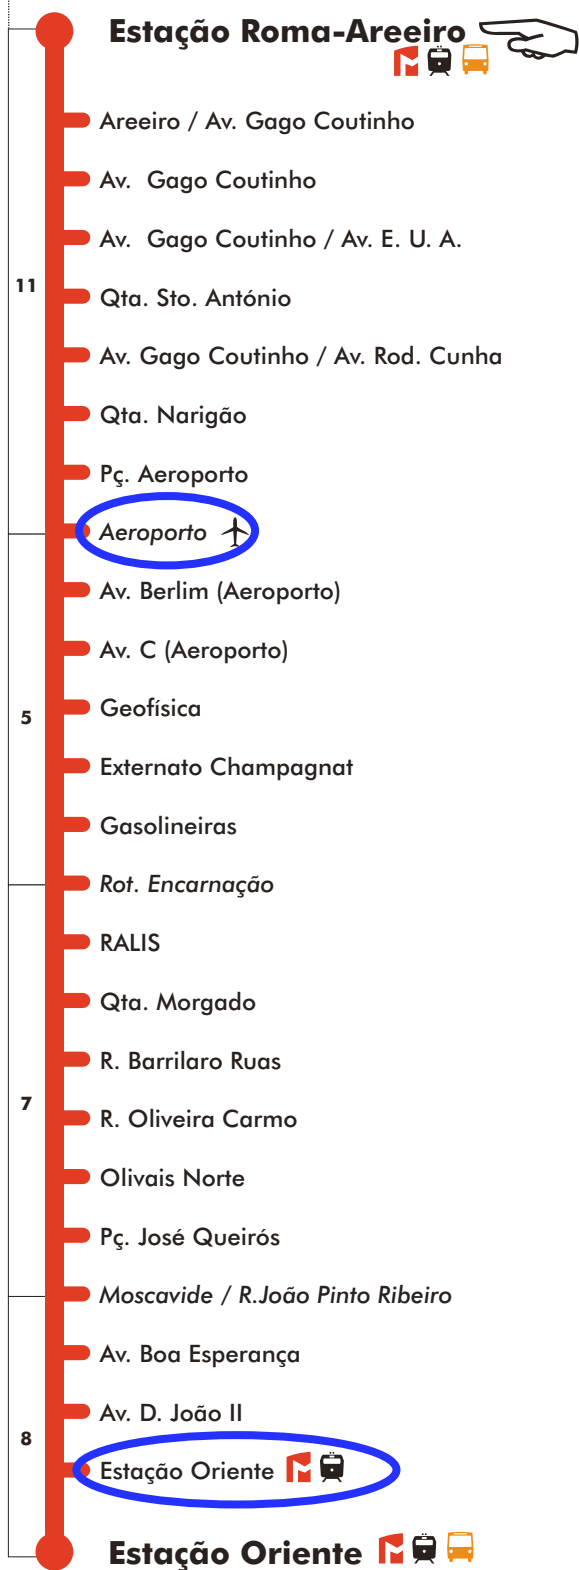 Estação Roma-Areeiro
Areeiro / Av. Gago Coutinho
Av. Gago Coutinho
Av. Gago Coutinho / Av. E. U. A.
11
Qta. Sto. António
Av. Gago Coutinho / Av. Rod. Cunha
Qta. Narigão
Pç. Aeroporto
Aeroporto
Av. Berlim (Aeroporto)
Av. C (Aeroporto)
5
Geofísica
Externato Champagnat
Gasolineiras
Rot. Encarnação
RALIS
Qta. Morgado
R. Barrilaro Ruas
7
R. Oliveira Carmo
Olivais Norte
Pç. José Queirós
Moscavide / R.João Pinto Ribeiro
Av. Boa Esperança
Av. D. João II
8
Estação Oriente
Estação Oriente